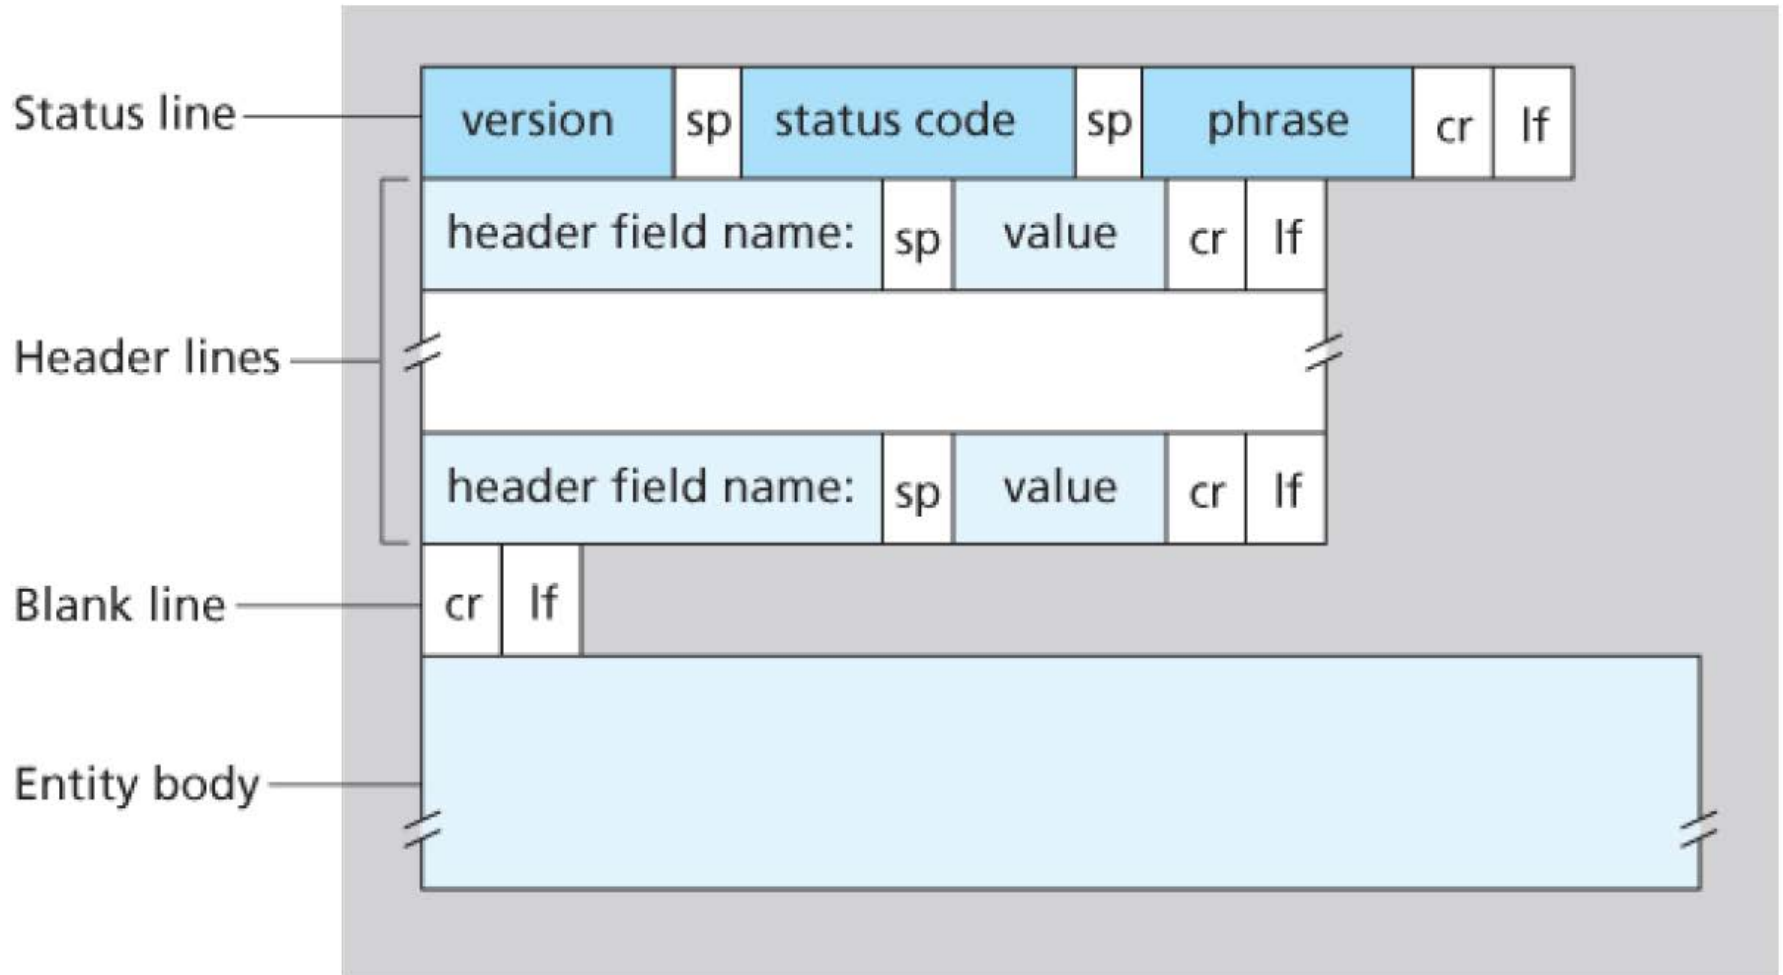 Status line version sp status code sp phrase cr lf
header field name: sp value cr lf
Header lines
header field name: sp value cr lf
Blank line cr lf
Entity body